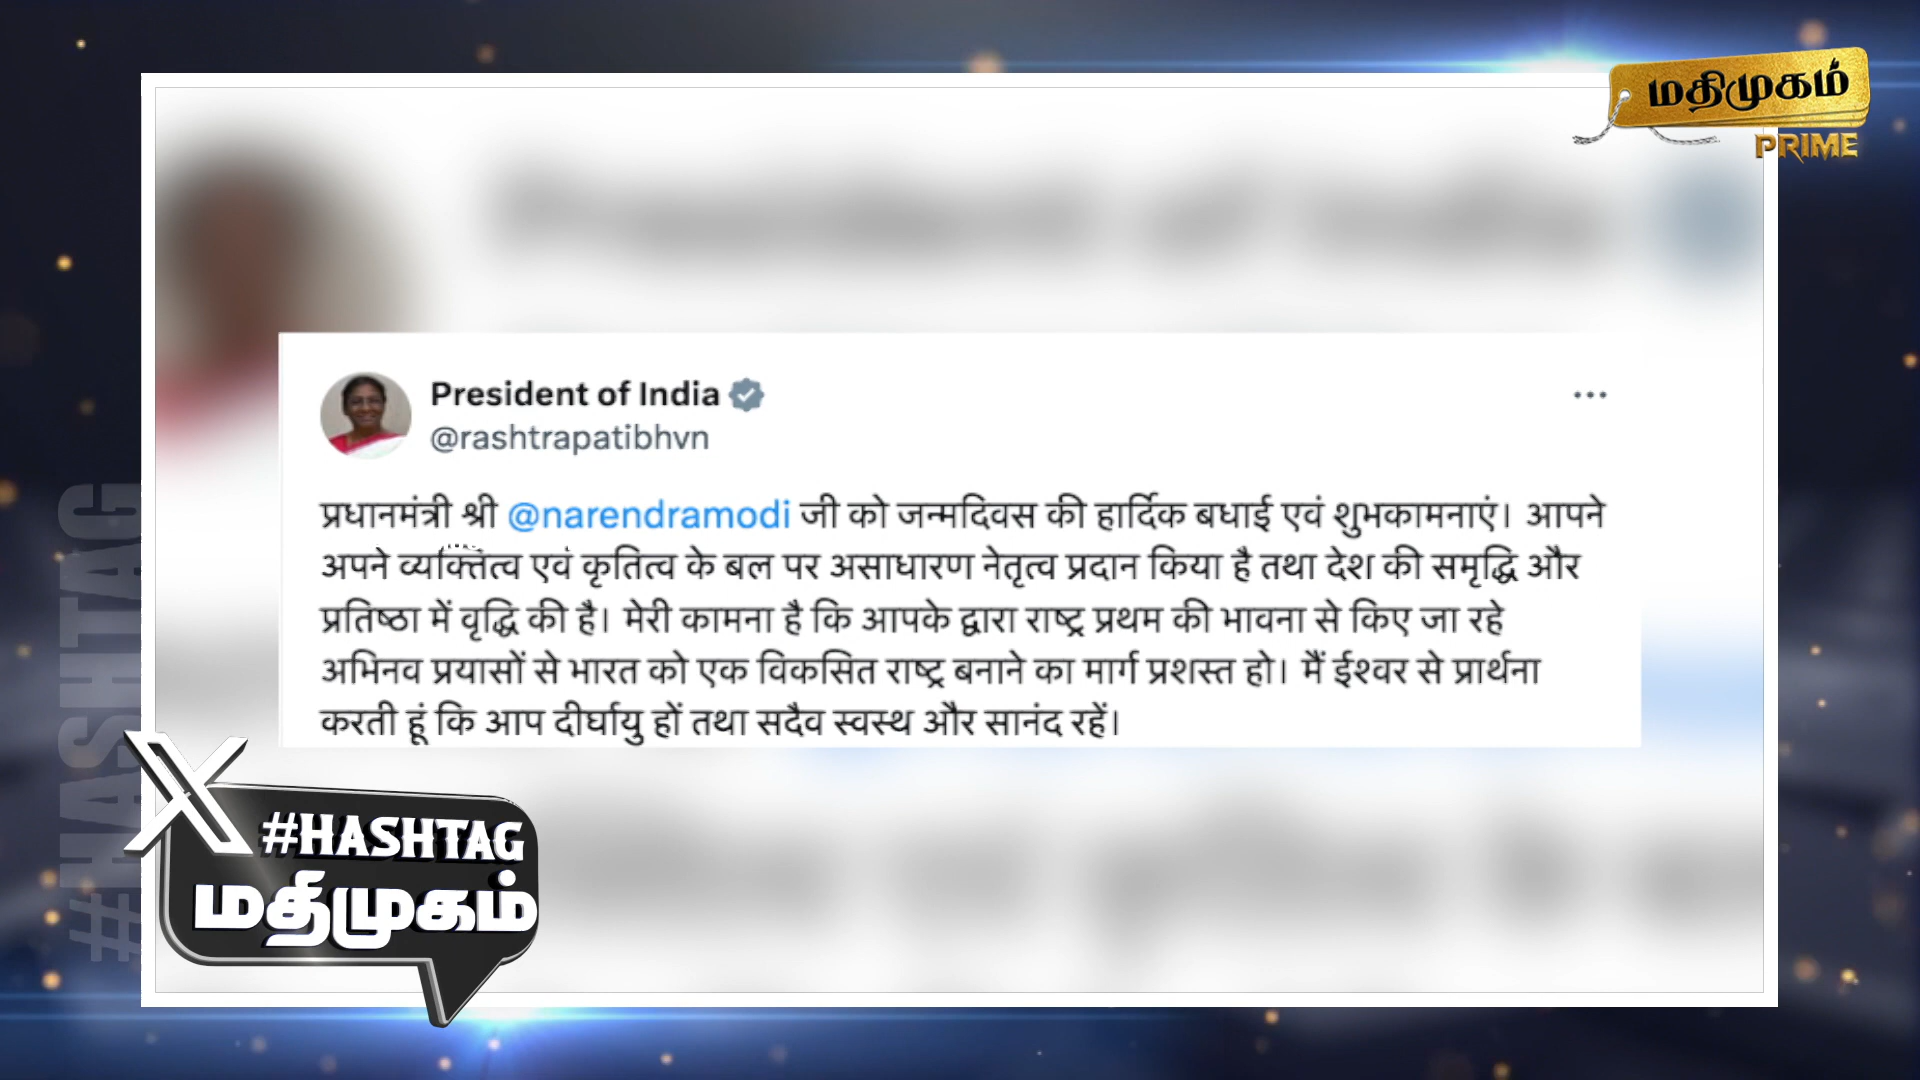 மதிமுகம்
PRIME
President of India
@rashtrapatibhvn
प्रधानमंत्री श्री @narendramodi जी को जन्मदिवस की हार्दिक बधाई एवं शुभकामनाएं। आपने
अपने व्यक्तित्व एवं कृतित्व के बल पर असाधारण नेतृत्व प्रदान किया है तथा देश की समृद्धि और
प्रतिष्ठा में वृद्धि की है। मेरी कामना है कि आपके द्वारा राष्ट्र प्रथम की भावना से किए जा रहे
अभिनव प्रयासों से भारत को एक विकसित राष्ट्र बनाने का मार्ग प्रशस्त हो। मैं ईश्वर से प्रार्थना
करती हूं कि आप दीर्घायु हों तथा सदैव स्वस्थ और सानंद रहें।
#HASHTAG
X #HASHTAG
மதிமுகம்